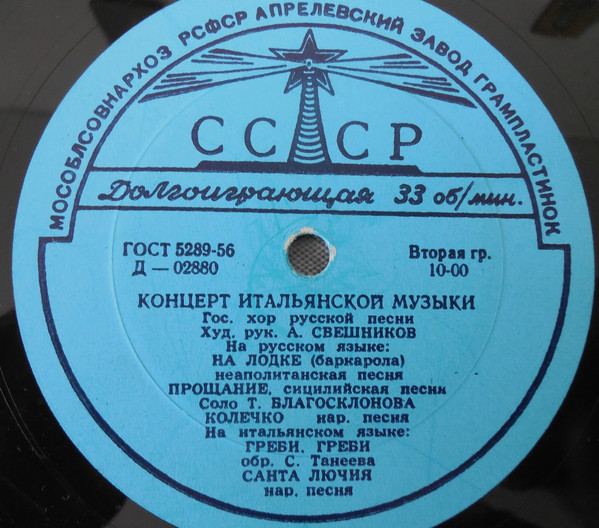 МОСОБЛСОВНАРХОЗ РСФСР АПРЕЛЕВСКИЙ ЗАВОД ГРАМПЛАСТИНОК
СССР
Долгоиграющая 33 об/мин.
ГОСТ 5289-56
Д — 02880
Вторая гр.
10-00
КОНЦЕРТ ИТАЛЬЯНСКОЙ МУЗЫКИ
Гос. хор русской песни
Худ. рук. А. СВЕШНИКОВ
На русском языке:
НА ЛОДКЕ (баркарола)
неаполитанская песня
ПРОЩАНИЕ, сицилийская песня
Соло Т. БЛАГОСКЛОНОВА
КОЛЕЧКО нар. песня
На итальянском языке:
ГРЕБИ, ГРЕБИ
обр. С. Танеева
САНТА ЛЮЧИЯ
нар. песня